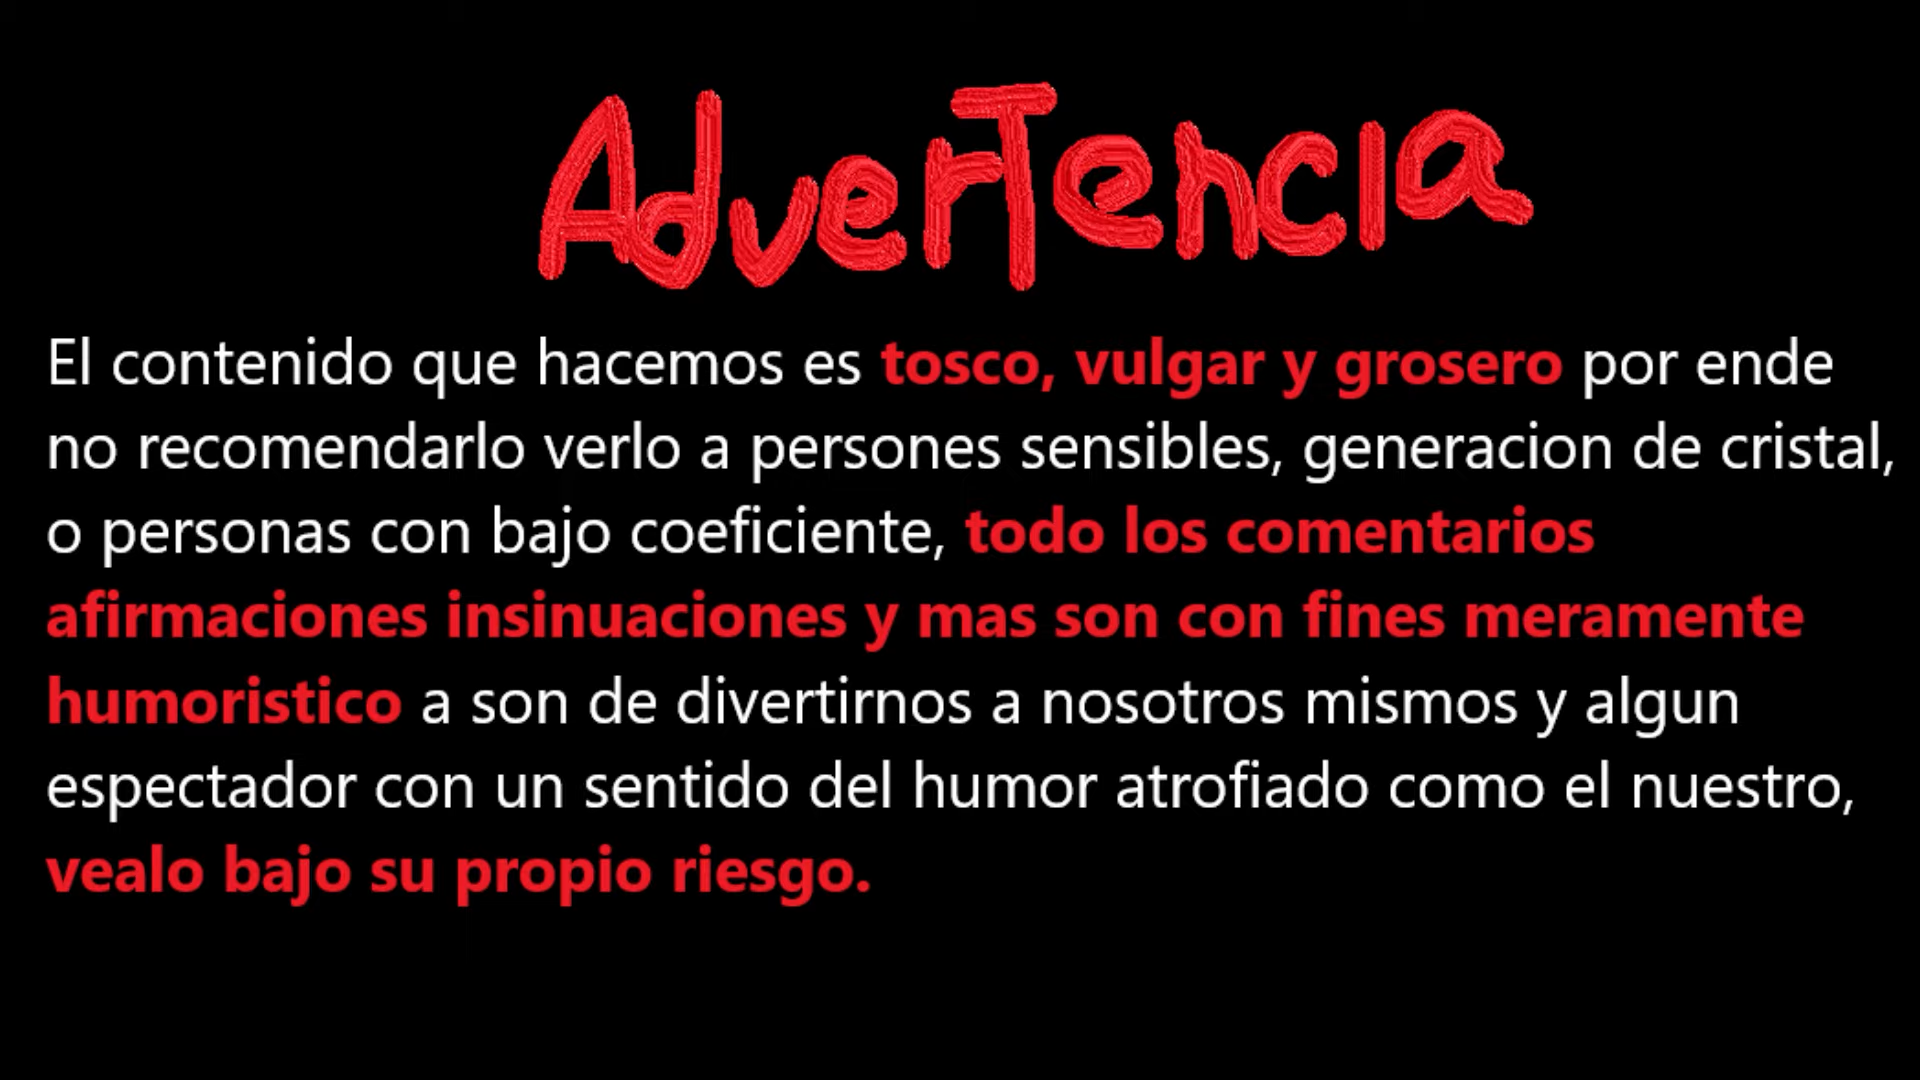 AdverTencia
El contenido que hacemos es tosco, vulgar y grosero por ende
no recomendarlo verlo a persones sensibles, generacion de cristal,
o personas con bajo coeficiente, todo los comentarios
afirmaciones insinuaciones y mas son con fines meramente
humoristico a son de divertirnos a nosotros mismos y algun
espectador con un sentido del humor atrofiado como el nuestro,
vealo bajo su propio riesgo.